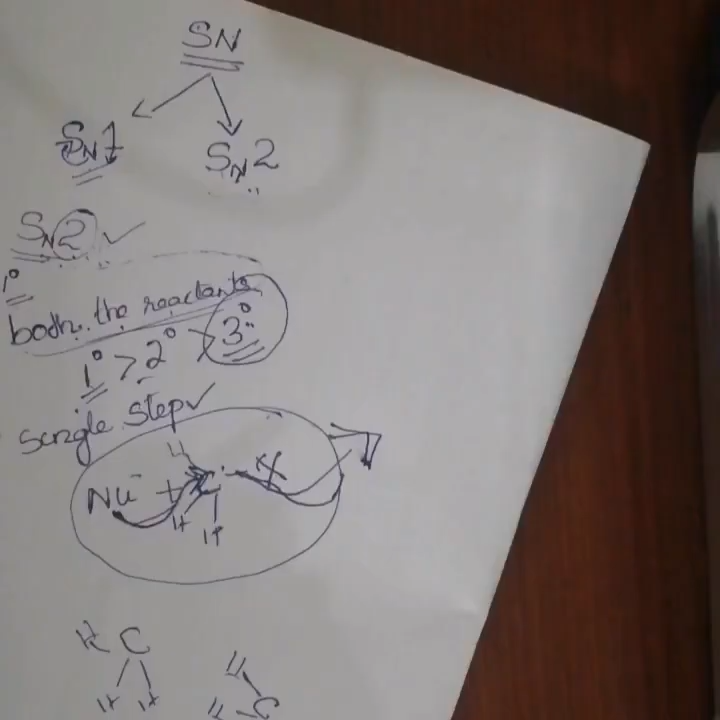 SN
SN1 SN2
SN2 ✓
1°
both the reactants
1° > 2° > 3°
single step ✓
H
Nu⁻ + C - X
H H
H C
H H
H
H C